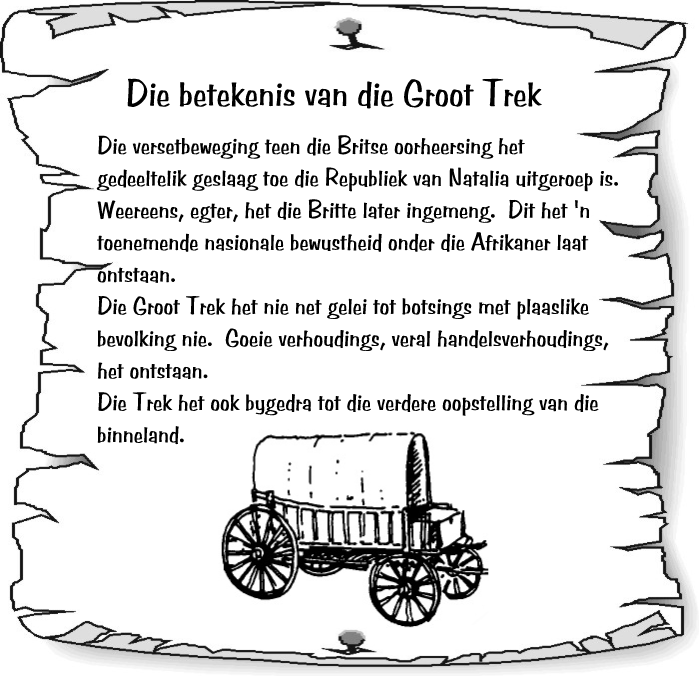 Die betekenis van die Groot Trek
Die versetbeweging teen die Britse oorheersing het
gedeeltelik geslaag toe die Republiek van Natalia uitgeroep is.
Weereens, egter, het die Britte later ingemeng.  Dit het 'n
toenemende nasionale bewustheid onder die Afrikaner laat
ontstaan.
Die Groot Trek het nie net gelei tot botsings met plaaslike
bevolking nie.  Goeie verhoudings, veral handelsverhoudings,
het ontstaan.
Die Trek het ook bygedra tot die verdere oopstelling van die
binneland.